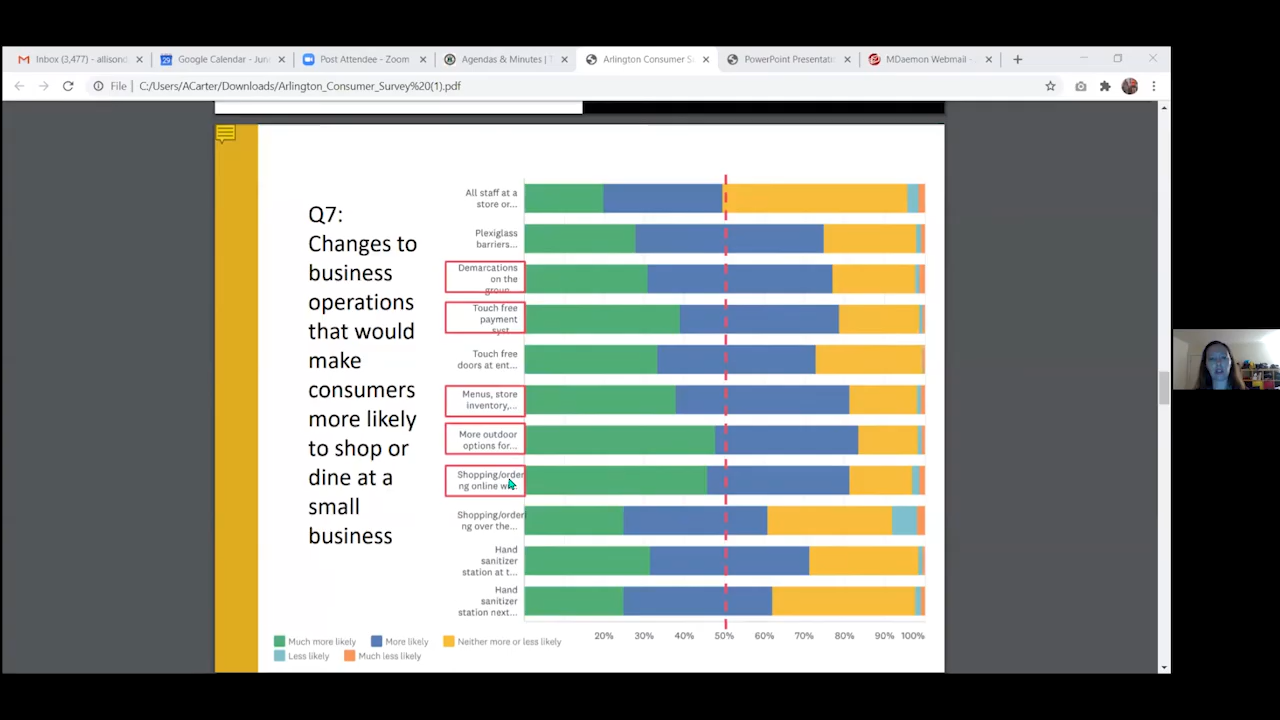 Inbox (3,477) - allison
Google Calendar - June
Post Attendee - Zoom
Agendas & Minutes | T
Arlington Consumer S
PowerPoint Presentati
MDaemon Webmail -
File
C:/Users/ACarter/Downloads/Arlington_Consumer_Survey%20(1).pdf
Q7:
Changes to
business
operations
that would
make
consumers
more likely
to shop or
dine at a
small
business
All staff at a
store or...
Plexiglass
barriers...
Demarcations
on the
groun
Touch free
payment
syst
Touch free
doors at ent...
Menus, store
inventory,...
More outdoor
options for...
Shopping/order
ng online w
Shopping/orderi
ng over the...
Hand
sanitizer
station at t...
Hand
sanitizer
station next...
20% 30% 40% 50% 60% 70% 80% 90% 100%
Much more likely More likely Neither more or less likely
Less likely Much less likely